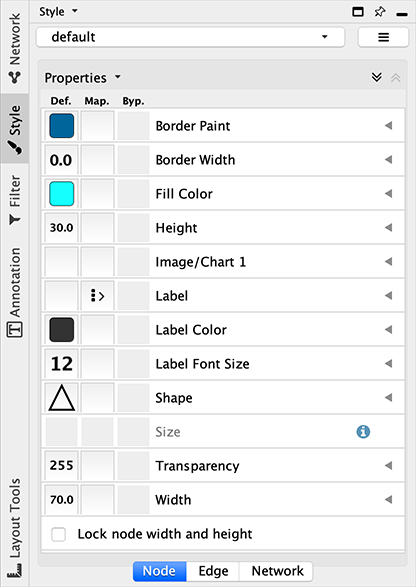 Style
default
Properties
Def. Map. Byp.
Border Paint
0.0 Border Width
Fill Color
30.0 Height
Image/Chart 1
Label
Label Color
12 Label Font Size
Shape
Size
255 Transparency
70.0 Width
Lock node width and height
Node Edge Network
Network
Style
Filter
Annotation
Layout Tools